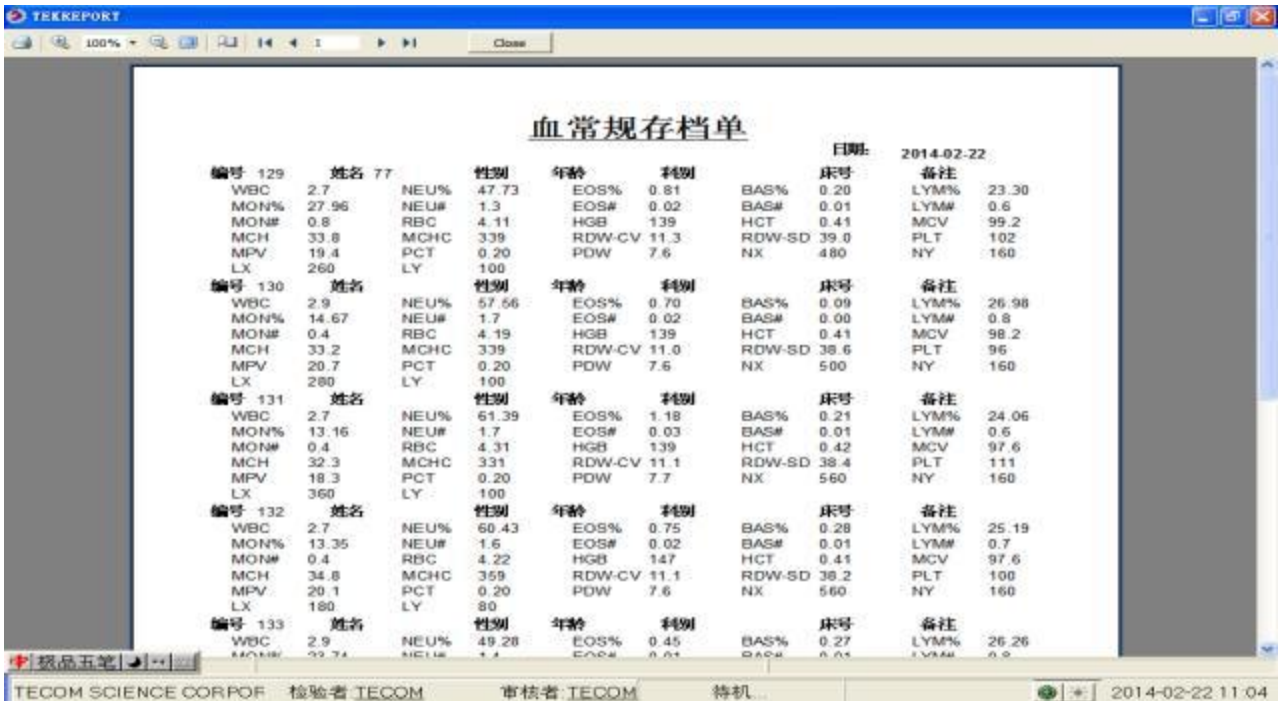 TEKREPORT
100% 1 Close
血常规存档单
日期: 2014-02-22
编号 129 姓名 77 性别 年龄 科别 床号 备注
WBC 2.7 NEU% 47.73 EOS% 0.81 BAS% 0.20 LYM% 23.30
MON% 27.96 NEU# 1.3 EOS# 0.02 BAS# 0.01 LYM# 0.6
MON# 0.8 RBC 4.11 HGB 139 HCT 0.41 MCV 99.2
MCH 33.8 MCHC 339 RDW-CV 11.3 RDW-SD 39.0 PLT 102
MPV 19.4 PCT 0.20 PDW 7.6 NX 480 NY 160
LX 260 LY 100
编号 130 姓名 性别 年龄 科别 床号 备注
WBC 2.9 NEU% 57.56 EOS% 0.70 BAS% 0.09 LYM% 26.98
MON% 14.67 NEU# 1.7 EOS# 0.02 BAS# 0.00 LYM# 0.8
MON# 0.4 RBC 4.19 HGB 139 HCT 0.41 MCV 98.2
MCH 33.2 MCHC 339 RDW-CV 11.0 RDW-SD 38.6 PLT 96
MPV 20.7 PCT 0.20 PDW 7.6 NX 500 NY 160
LX 280 LY 100
编号 131 姓名 性别 年龄 科别 床号 备注
WBC 2.7 NEU% 61.39 EOS% 1.18 BAS% 0.21 LYM% 24.06
MON% 13.16 NEU# 1.7 EOS# 0.03 BAS# 0.01 LYM# 0.6
MON# 0.4 RBC 4.31 HGB 139 HCT 0.42 MCV 97.6
MCH 32.3 MCHC 331 RDW-CV 11.1 RDW-SD 38.4 PLT 111
MPV 18.3 PCT 0.20 PDW 7.7 NX 560 NY 160
LX 360 LY 100
编号 132 姓名 性别 年龄 科别 床号 备注
WBC 2.7 NEU% 60.43 EOS% 0.75 BAS% 0.28 LYM% 25.19
MON% 13.35 NEU# 1.6 EOS# 0.02 BAS# 0.01 LYM# 0.7
MON# 0.4 RBC 4.22 HGB 147 HCT 0.41 MCV 97.6
MCH 34.8 MCHC 359 RDW-CV 11.1 RDW-SD 38.2 PLT 100
MPV 20.1 PCT 0.20 PDW 7.6 NX 560 NY 160
LX 180 LY 80
编号 133 姓名 性别 年龄 科别 床号 备注
WBC 2.9 NEU% 49.28 EOS% 0.45 BAS% 0.27 LYM% 26.26
中 极品五笔
TECOM SCIENCE CORPOR 检验者 TECOM 审核者: TECOM 待机... 2014-02-22 11:04